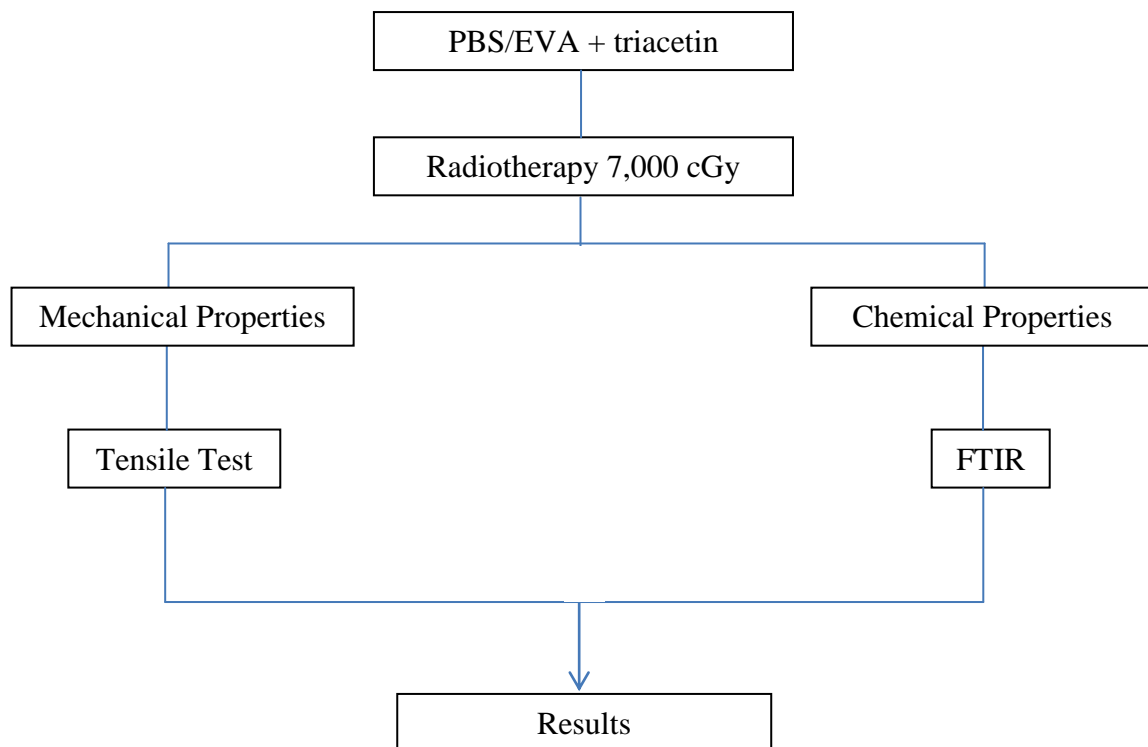 PBS/EVA + triacetin
Radiotherapy 7,000 cGy
Mechanical Properties
Chemical Properties
Tensile Test
FTIR
Results